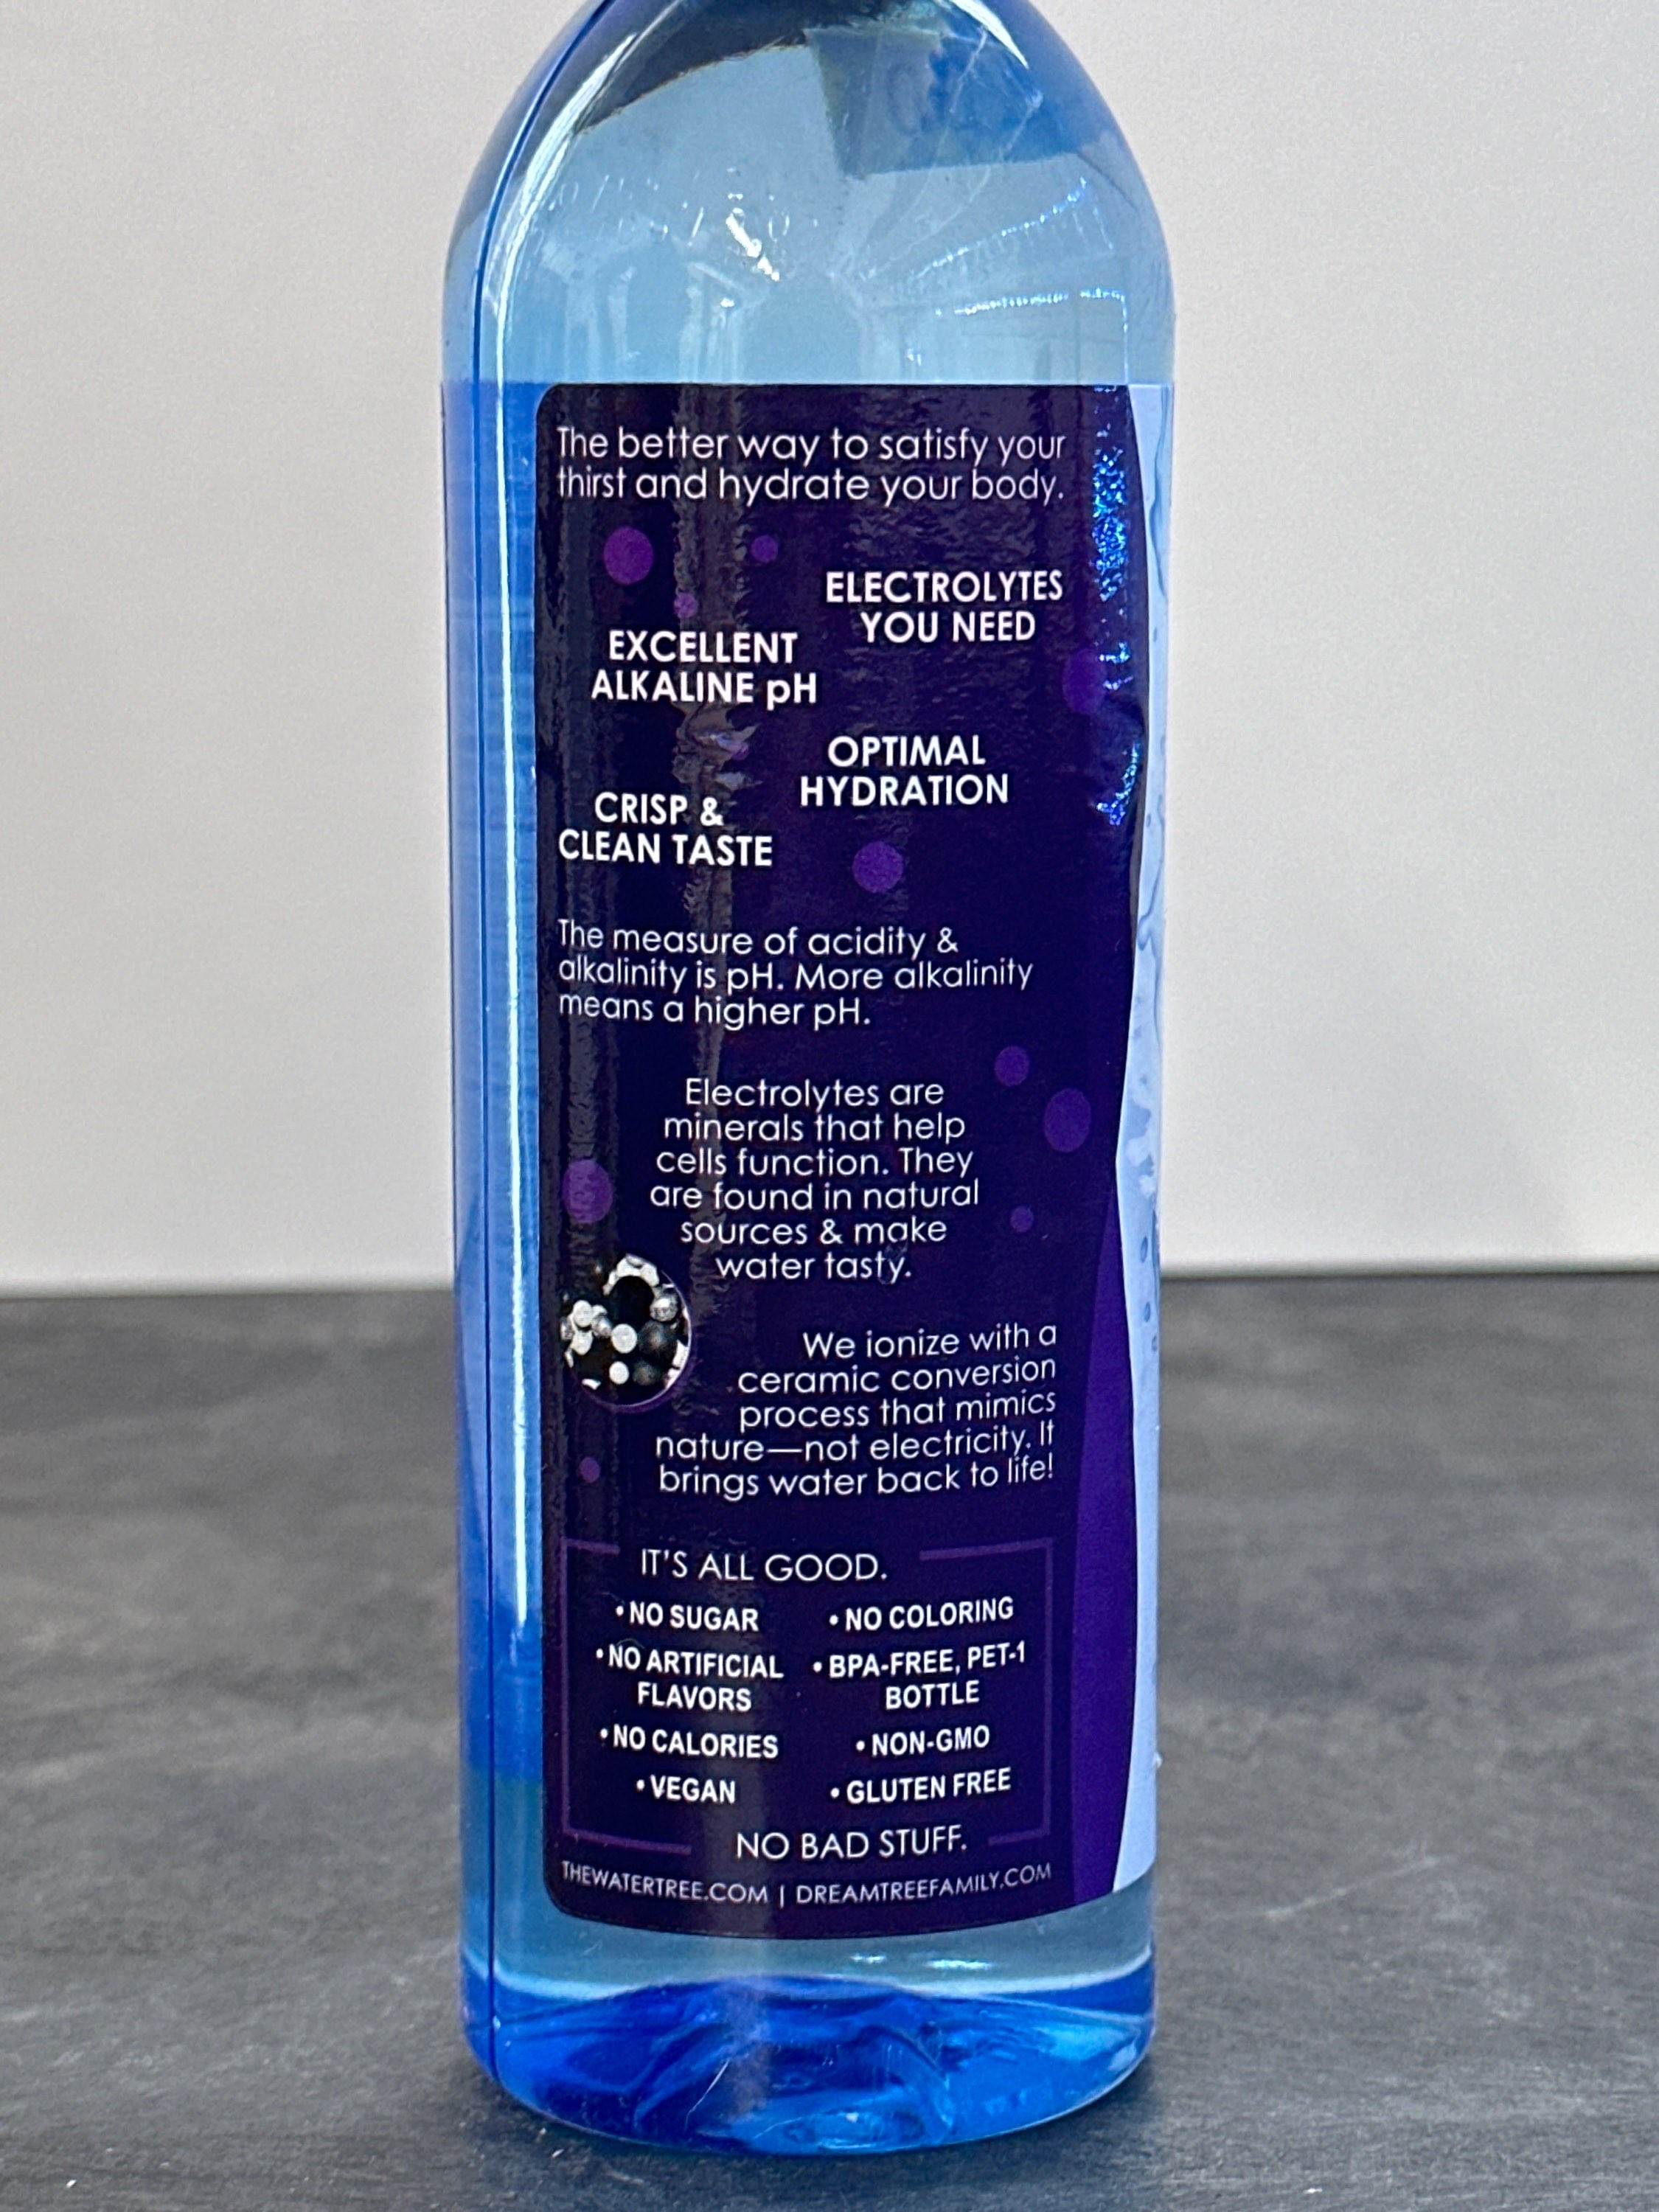 The better way to satisfy your
thirst and hydrate your body.
ELECTROLYTES
YOU NEED
EXCELLENT
ALKALINE pH
OPTIMAL
HYDRATION
CRISP &
CLEAN TASTE
The measure of acidity &
alkalinity is pH. More alkalinity
means a higher pH.
Electrolytes are
minerals that help
cells function. They
are found in natural
sources & make
water tasty.
We ionize with a
ceramic conversion
process that mimics
nature—not electricity. It
brings water back to life!
IT'S ALL GOOD.
• NO SUGAR
• NO COLORING
• NO ARTIFICIAL
FLAVORS
• BPA-FREE, PET-1
BOTTLE
• NO CALORIES
• NON-GMO
• VEGAN
• GLUTEN FREE
NO BAD STUFF.
THEWATERTREE.COM | DREAMTREEFAMILY.COM